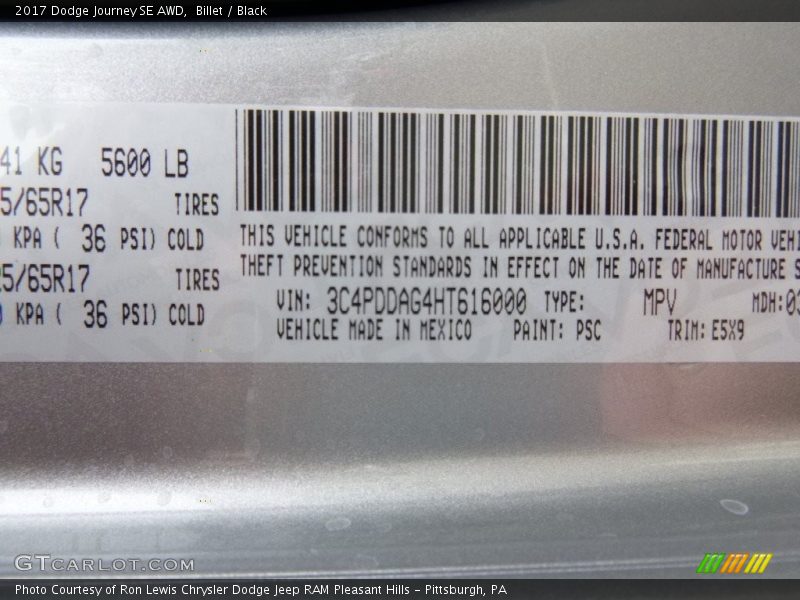 2017 Dodge Journey SE AWD, Billet / Black
41 KG 5600 LB
5/65R17 TIRES
KPA ( 36 PSI) COLD
25/65R17 TIRES
0 KPA ( 36 PSI) COLD
THIS VEHICLE CONFORMS TO ALL APPLICABLE U.S.A. FEDERAL MOTOR VEHI
THEFT PREVENTION STANDARDS IN EFFECT ON THE DATE OF MANUFACTURE S
VIN: 3C4PDDAG4HT616000 TYPE: MPV MDH:03
VEHICLE MADE IN MEXICO PAINT: PSC TRIM: E5X9
GTCARLOT.COM
Photo Courtesy of Ron Lewis Chrysler Dodge Jeep RAM Pleasant Hills - Pittsburgh, PA